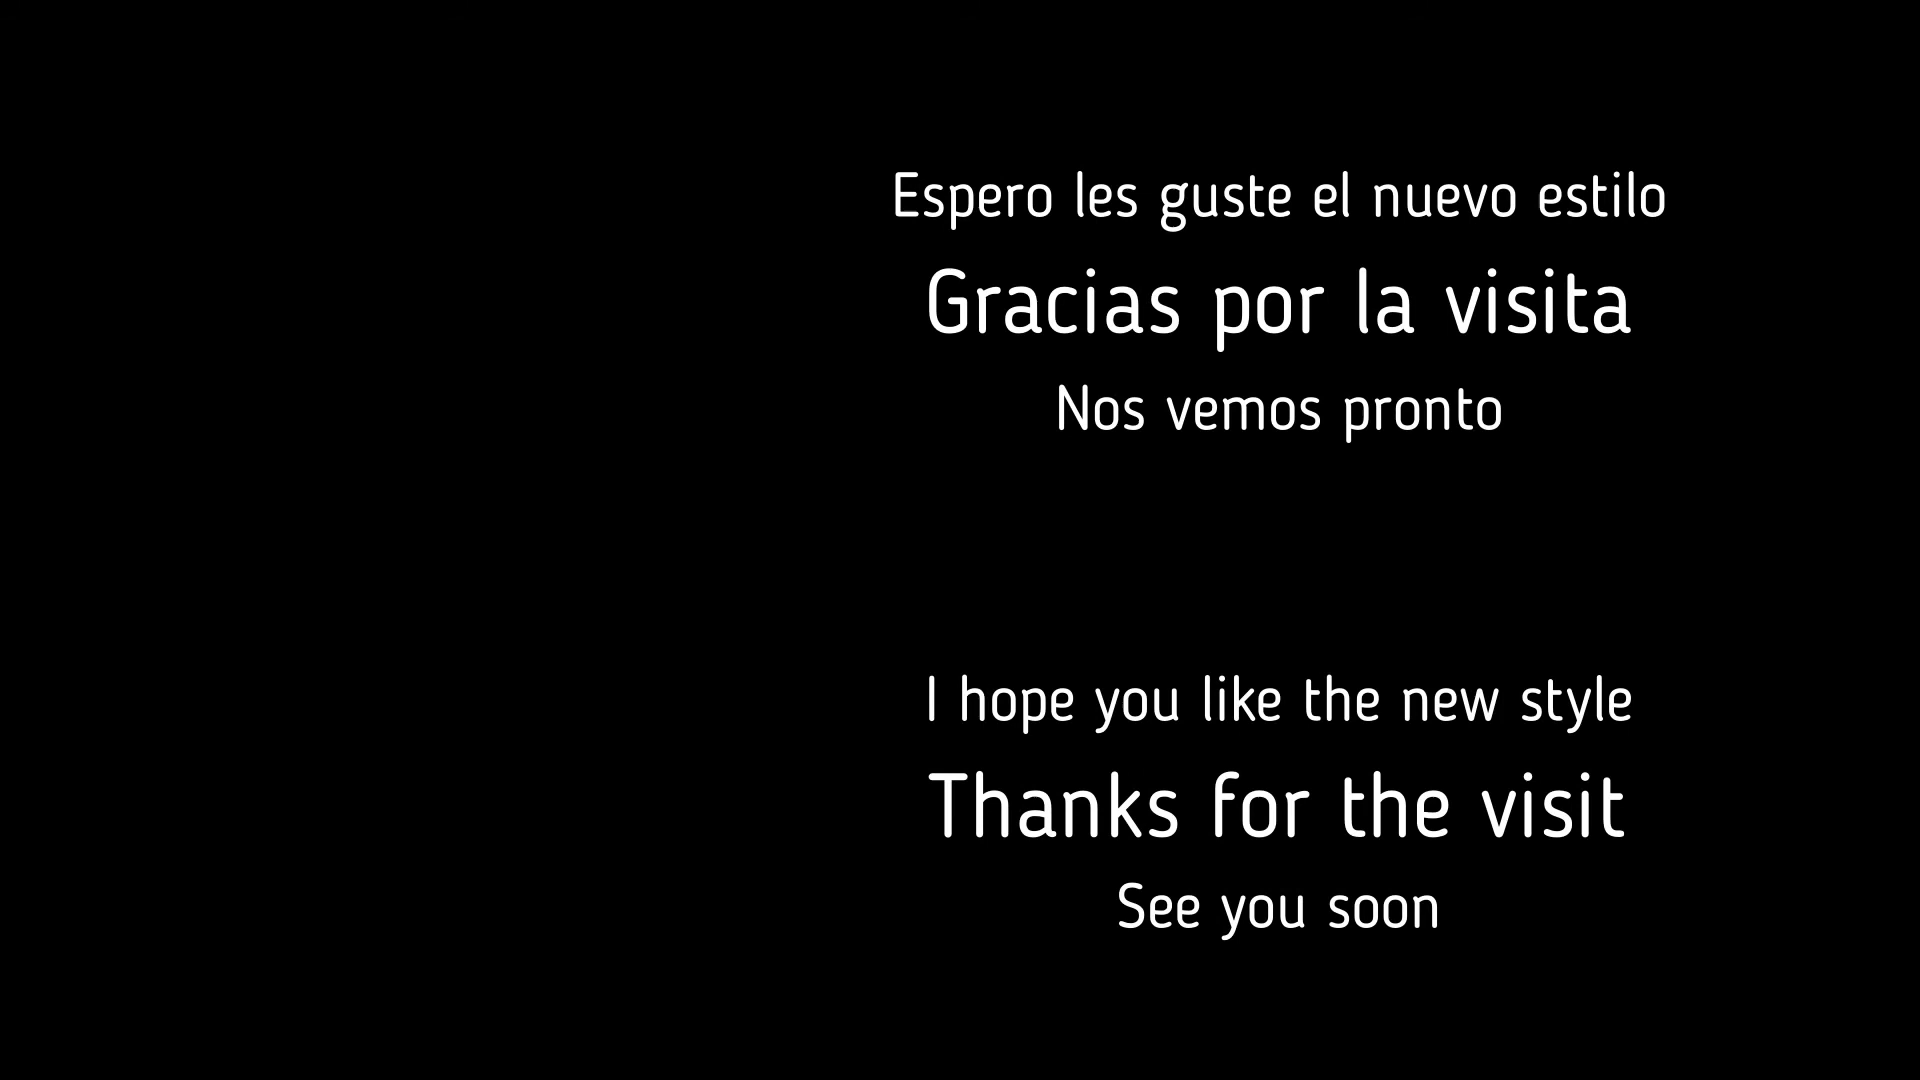 Espero les guste el nuevo estilo
Gracias por la visita
Nos vemos pronto
I hope you like the new style
Thanks for the visit
See you soon